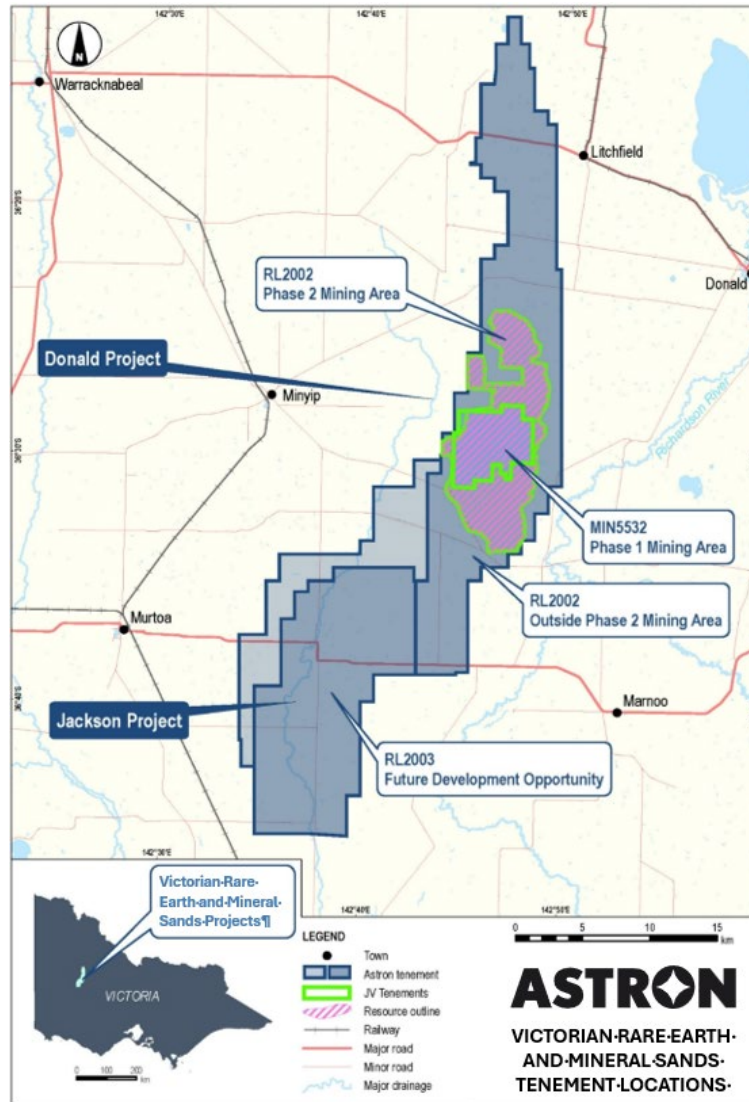 142°30'E
142°40'E
142°50'E
N
Warracknabeal
Litchfield
36°20'S
RL2002
Phase 2 Mining Area
Donald
Donald Project
Minyip
Richardson River
36°30'S
MIN5532
Phase 1 Mining Area
RL2002
Outside Phase 2 Mining Area
Murtoa
36°40'S
Marnoo
Jackson Project
RL2003
Future Development Opportunity
142°30'E
142°40'E
142°50'E
Victorian·Rare·
Earth·and·Mineral·
Sands·Projects¶
VICTORIA
0 100 200
km
LEGEND
Town
Astron tenement
JV Tenements
Resource outline
Railway
Major road
Minor road
Major drainage
0 5 10 15
km
ASTRON
VICTORIAN·RARE·EARTH·
AND·MINERAL·SANDS·
TENEMENT·LOCATIONS·